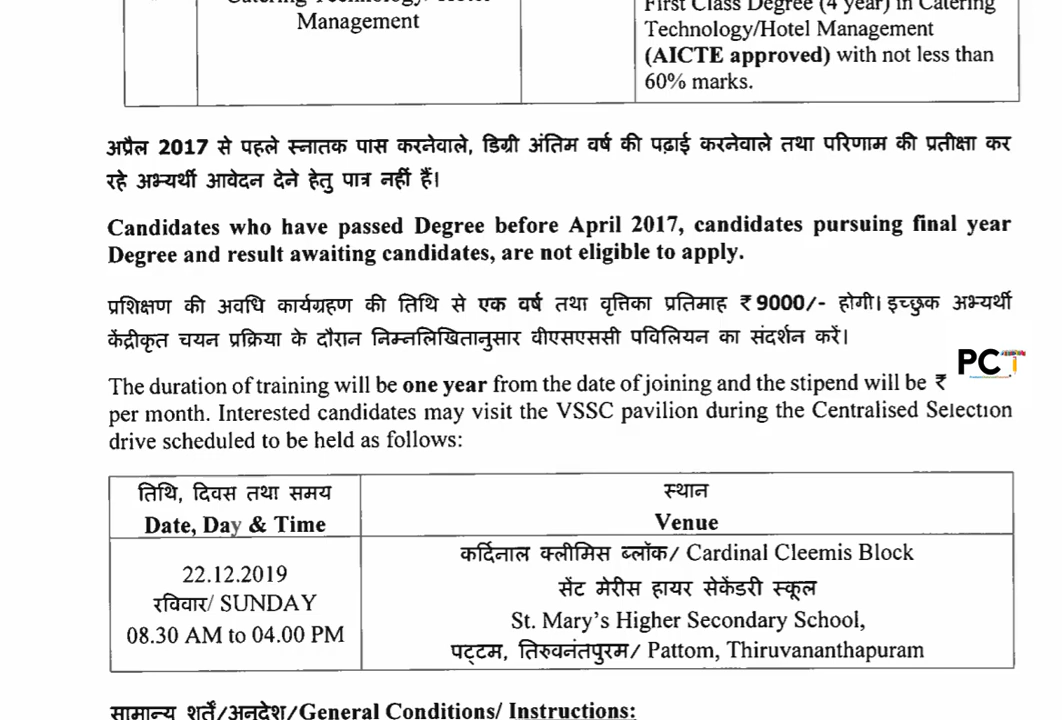 Management
First Class Degree (4 year) in Catering
Technology/Hotel Management
(AICTE approved) with not less than
60% marks.
अप्रैल 2017 से पहले स्नातक पास करनेवाले, डिग्री अंतिम वर्ष की पढ़ाई करनेवाले तथा परिणाम की प्रतीक्षा कर
रहे अभ्यर्थी आवेदन देने हेतु पात्र नहीं हैं।
Candidates who have passed Degree before April 2017, candidates pursuing final year
Degree and result awaiting candidates, are not eligible to apply.
प्रशिक्षण की अवधि कार्यग्रहण की तिथि से एक वर्ष तथा वृत्तिका प्रतिमाह ₹ 9000/- होगी। इच्छुक अभ्यर्थी
केंद्रीकृत चयन प्रक्रिया के दौरान निम्नलिखितानुसार वीएसएससी पविलियन का संदर्शन करें।
PCT
The duration of training will be one year from the date of joining and the stipend will be ₹
per month. Interested candidates may visit the VSSC pavilion during the Centralised Selection
drive scheduled to be held as follows:
तिथि, दिवस तथा समय
Date, Day & Time
स्थान
Venue
22.12.2019
रविवार/ SUNDAY
08.30 AM to 04.00 PM
कर्दिनाल क्लीमिस ब्लॉक/ Cardinal Cleemis Block
सेंट मेरीस हायर सेकेंडरी स्कूल
St. Mary's Higher Secondary School,
पट्टम, तिरुवनंतपुरम/ Pattom, Thiruvananthapuram
सामान्य शर्तें/अनुदेश/General Conditions/ Instructions: